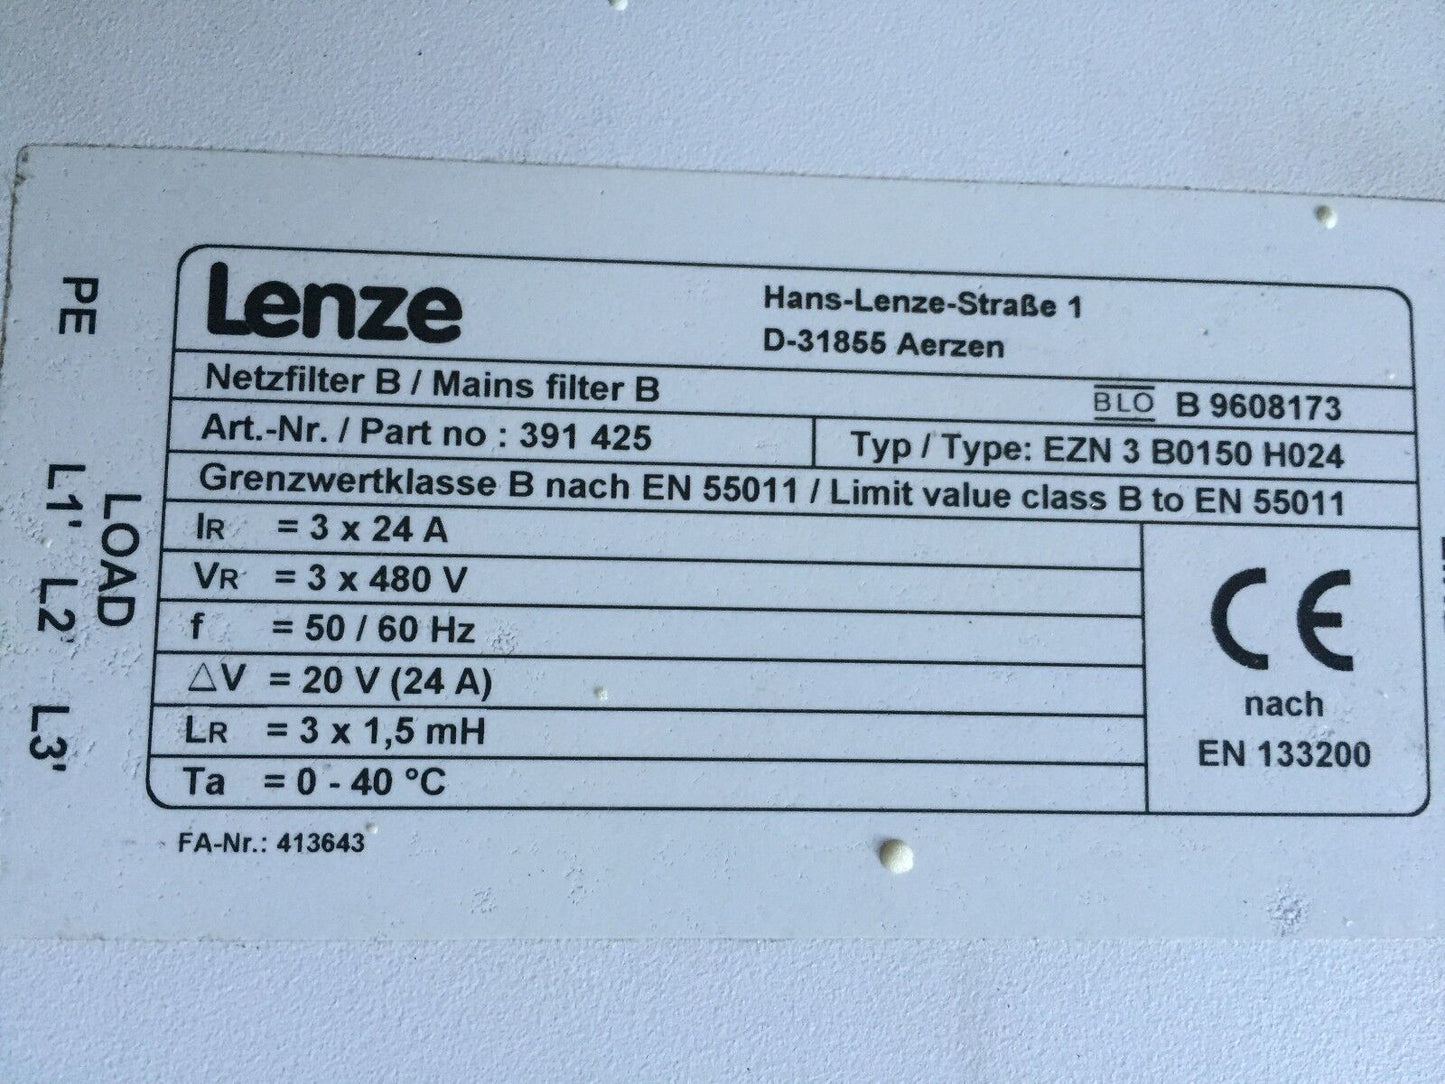 Lenze
Hans-Lenze-Straße 1
D-31855 Aerzen
Netzfilter B / Mains filter B
BLO B 9608173
Art.-Nr. / Part no : 391 425
Typ / Type: EZN 3 B0150 H024
Grenzwertklasse B nach EN 55011 / Limit value class B to EN 55011
IR = 3 x 24 A
VR = 3 x 480 V
f = 50 / 60 Hz
△V = 20 V (24 A)
LR = 3 x 1,5 mH
Ta = 0 - 40 °C
CE
nach
EN 133200
FA-Nr.: 413643
PE
LOAD
L1' L2' L3'